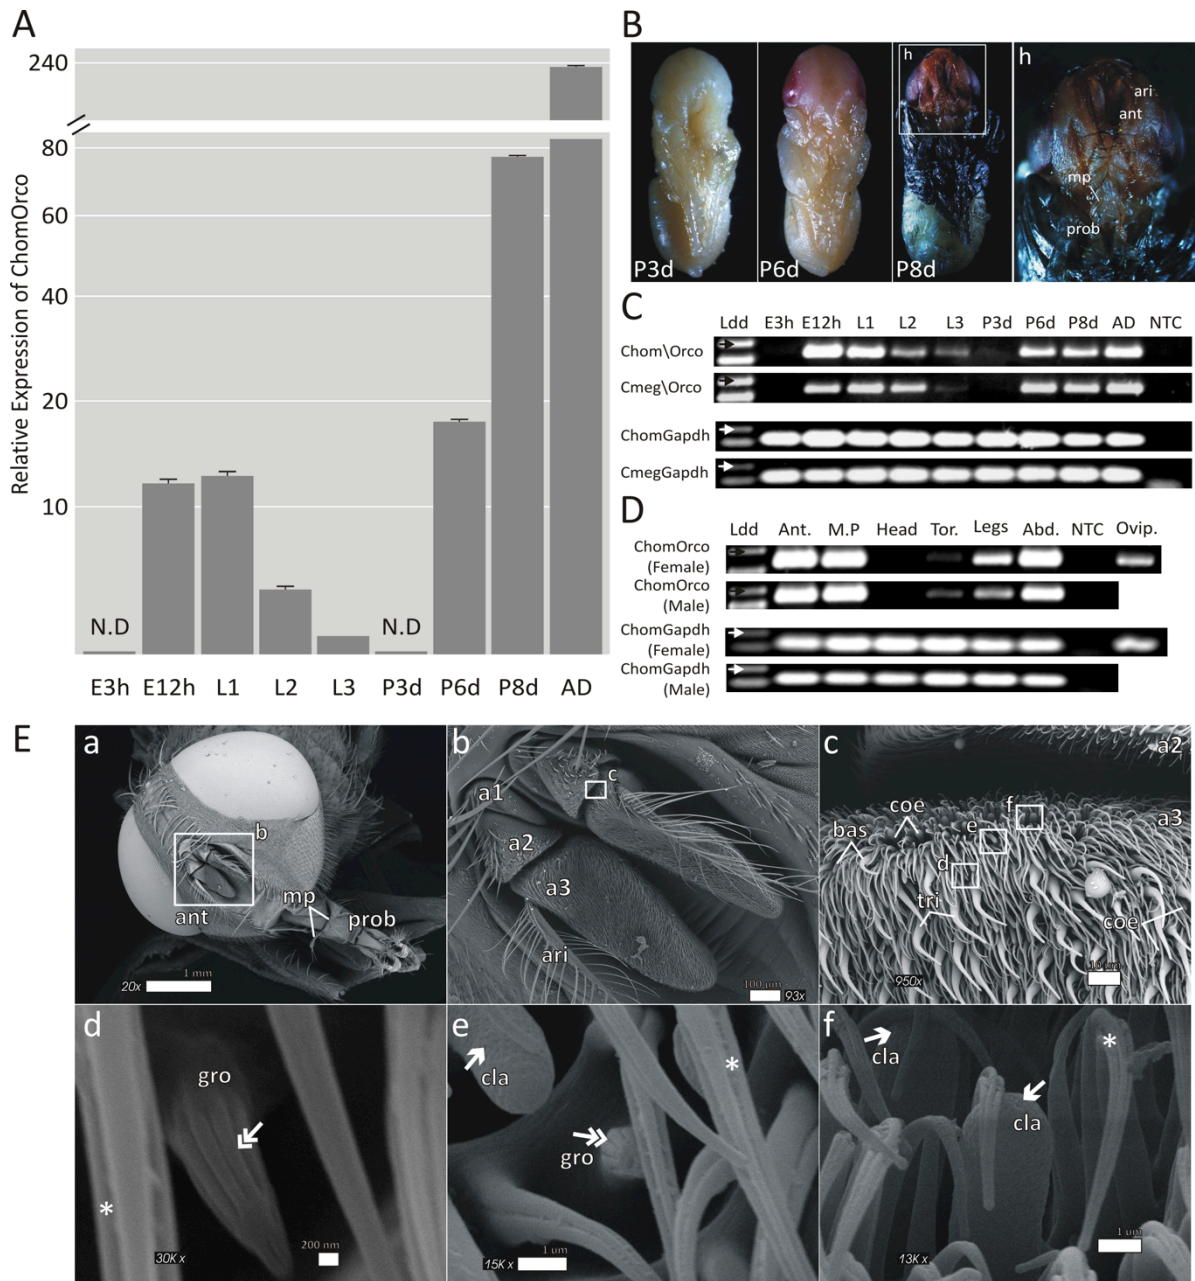 A
Relative Expression of ChomOrco
240
80
60
40
20
10
N.D
N.D
E3h E12h L1 L2 L3 P3d P6d P8d AD
B
P3d
P6d
h
P8d
h
ari
ant
mp
prob
C
Ldd E3h E12h L1 L2 L3 P3d P6d P8d AD NTC
Chom\Orco
Cmeg\Orco
ChomGapdh
CmegGapdh
D
Ldd Ant. M.P Head Tor. Legs Abd. NTC Ovip.
ChomOrco
(Female)
ChomOrco
(Male)
ChomGapdh
(Female)
ChomGapdh
(Male)
E
a
b
ant
mp
prob
20x
1 mm
b
a1
c
a2
a3
ari
100 µm
93x
c
a2
a3
coe
f
bas
e
d
tri
coe
950x
10 µm
d
gro
*
30K x
200 nm
e
cla
*
gro
15K x
1 µm
f
cla
*
cla
13K x
1 µm